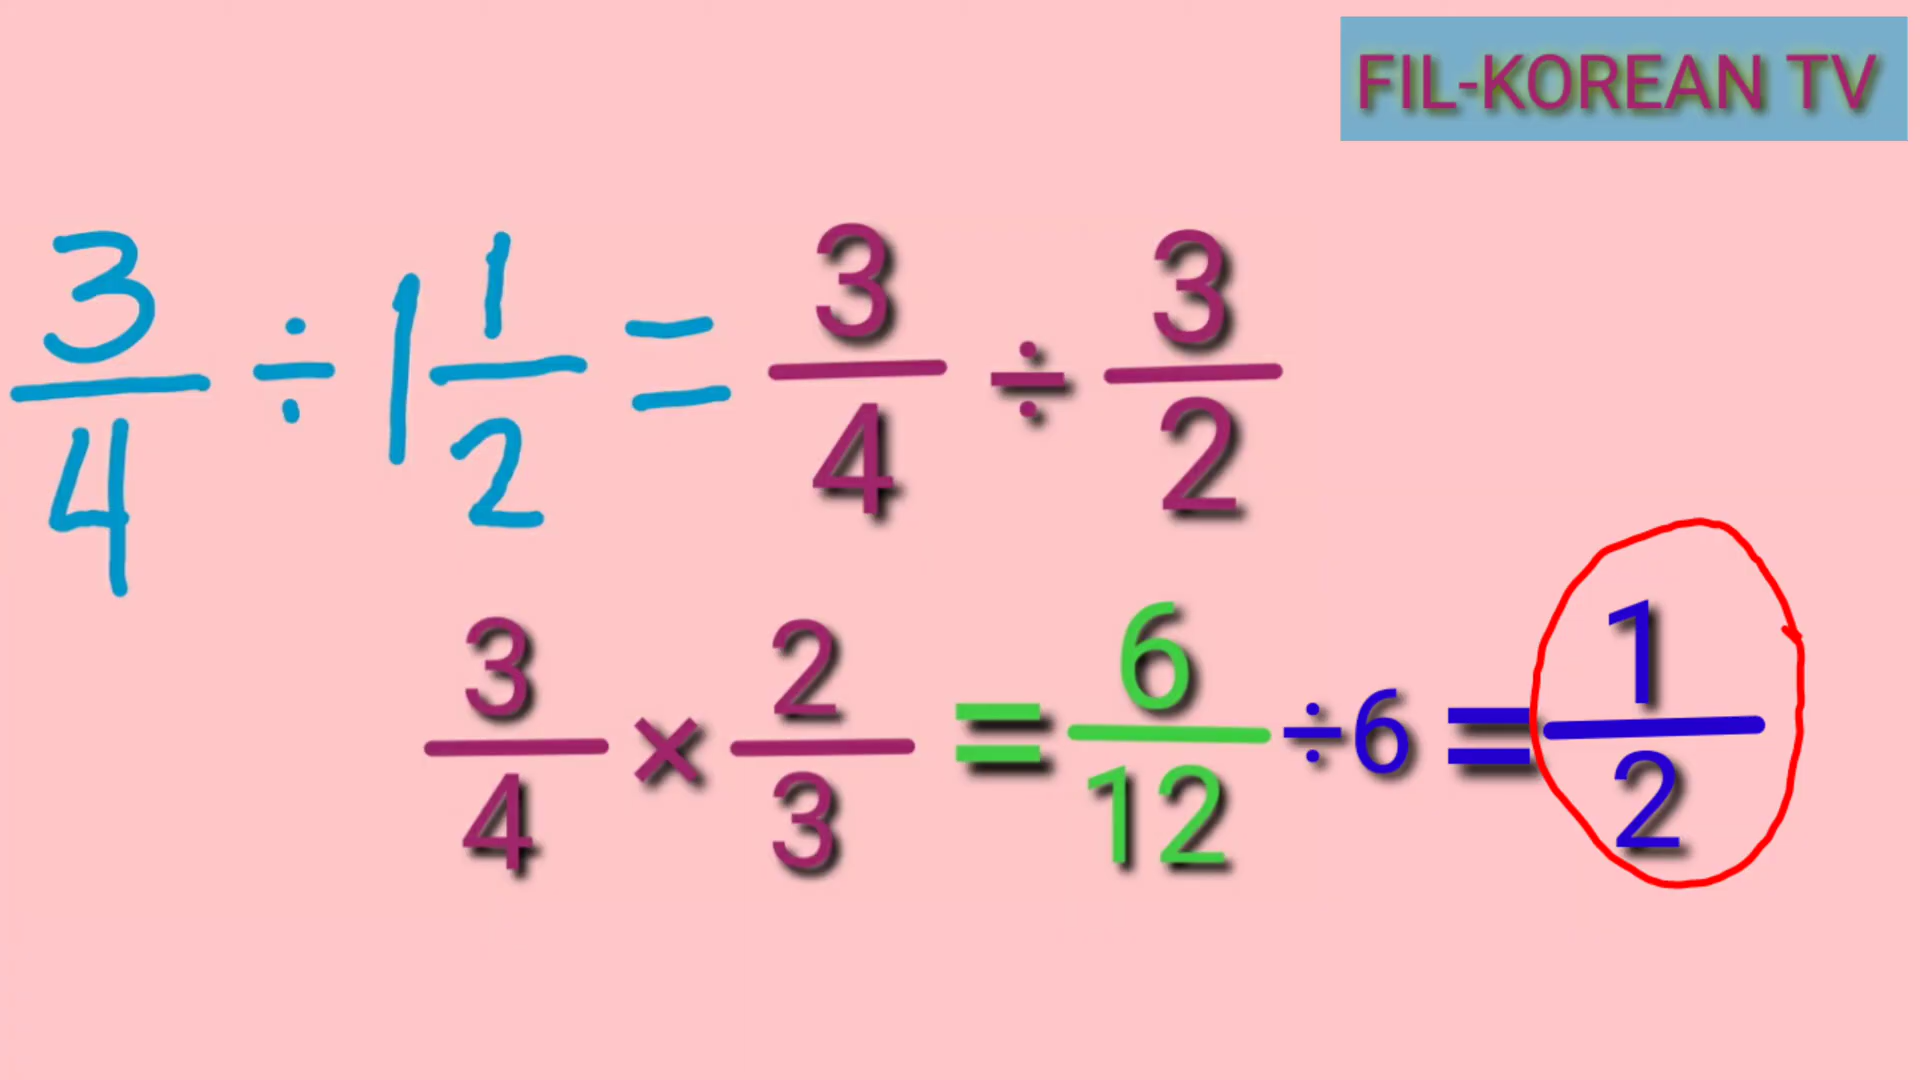 FIL-KOREAN TV
3/4 ÷ 1 1/2 = 3/4 ÷ 3/2
3/4 × 2/3 = 6/12 ÷6 = 1/2